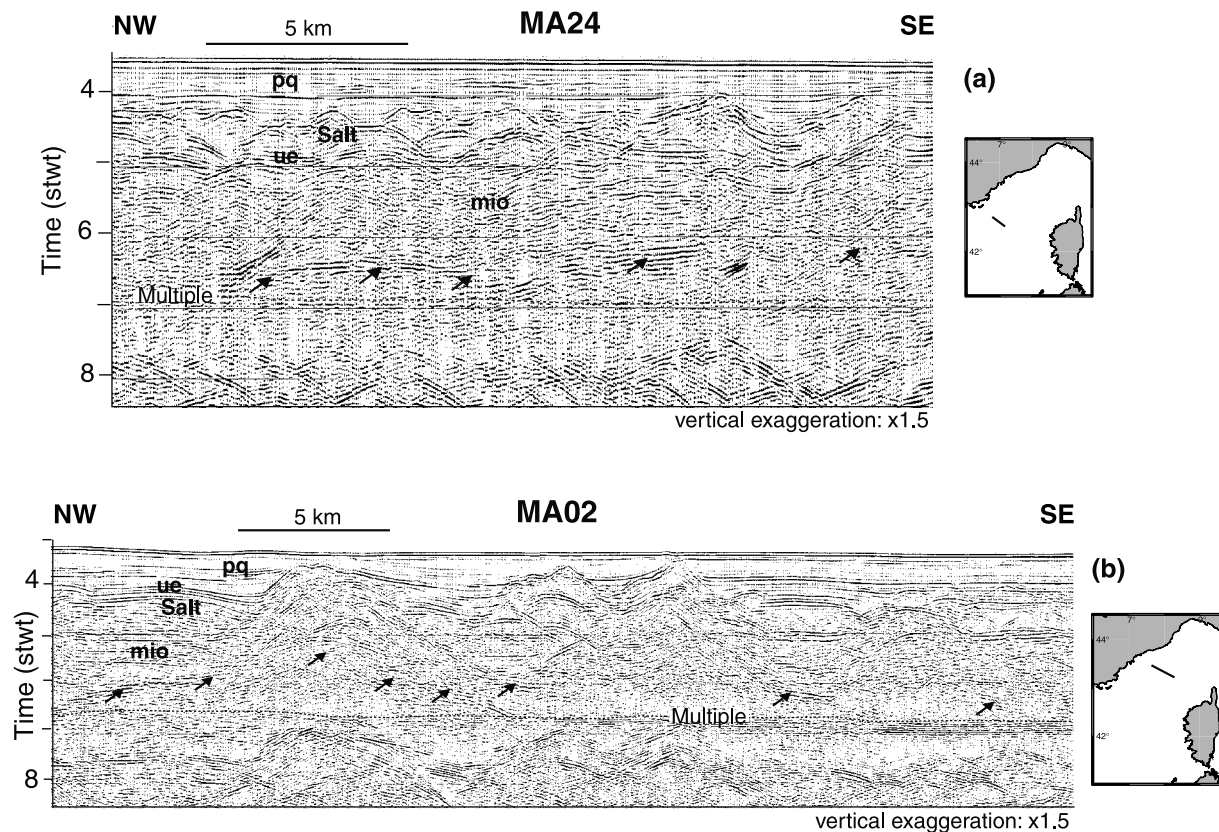 NW 5 km MA24 SE
(a)
pq
4
Salt
ue
mio
Time (stwt)
6
Multiple
8
vertical exaggeration: x1.5
7°
44°
42°
NW 5 km MA02 SE
(b)
pq
4
ue
Salt
mio
Time (stwt)
Multiple
8
vertical exaggeration: x1.5
7°
44°
42°